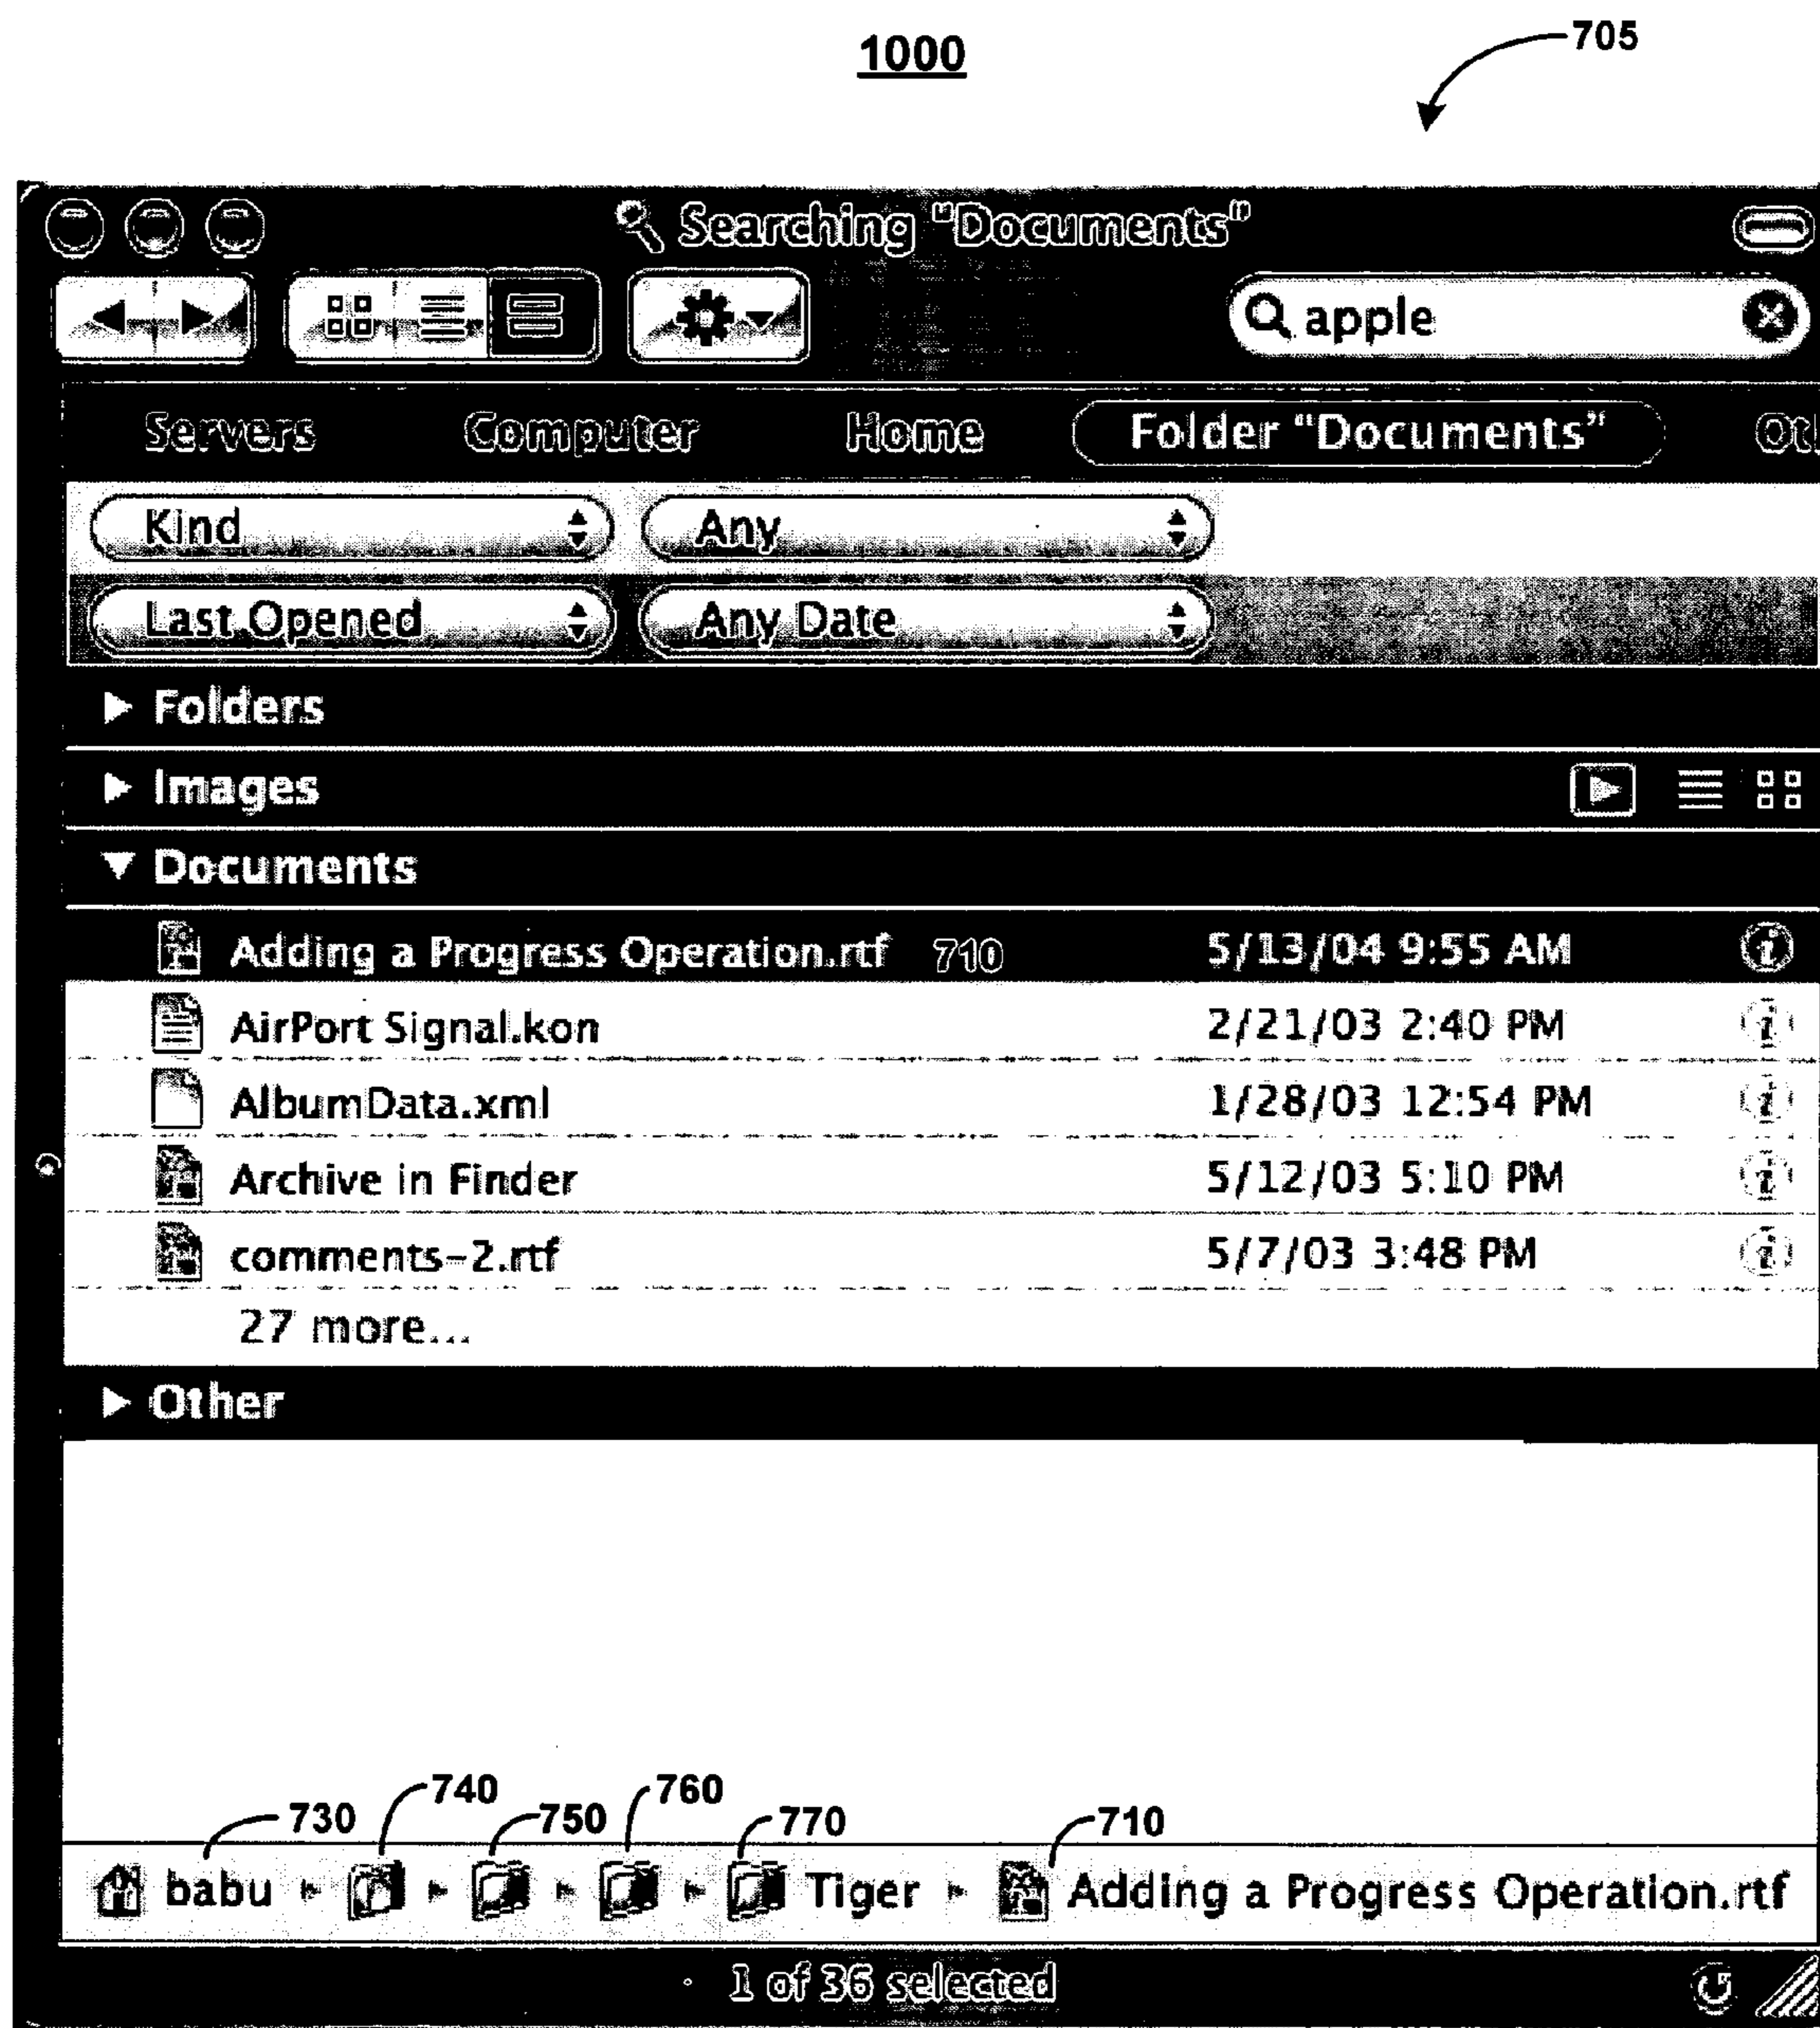 1000
705
Searching "Documents"
apple
Servers Computer Home Folder "Documents"
Kind Any
Last Opened Any Date
Folders
Images
Documents
Adding a Progress Operation.rtf 710 5/13/04 9:55 AM
AirPort Signal.kon 2/21/03 2:40 PM
AlbumData.xml 1/28/03 12:54 PM
Archive in Finder 5/12/03 5:10 PM
comments-2.rtf 5/7/03 3:48 PM
27 more...
Other
730 740 750 760 770 710
babu Tiger Adding a Progress Operation.rtf
1 of 36 selected